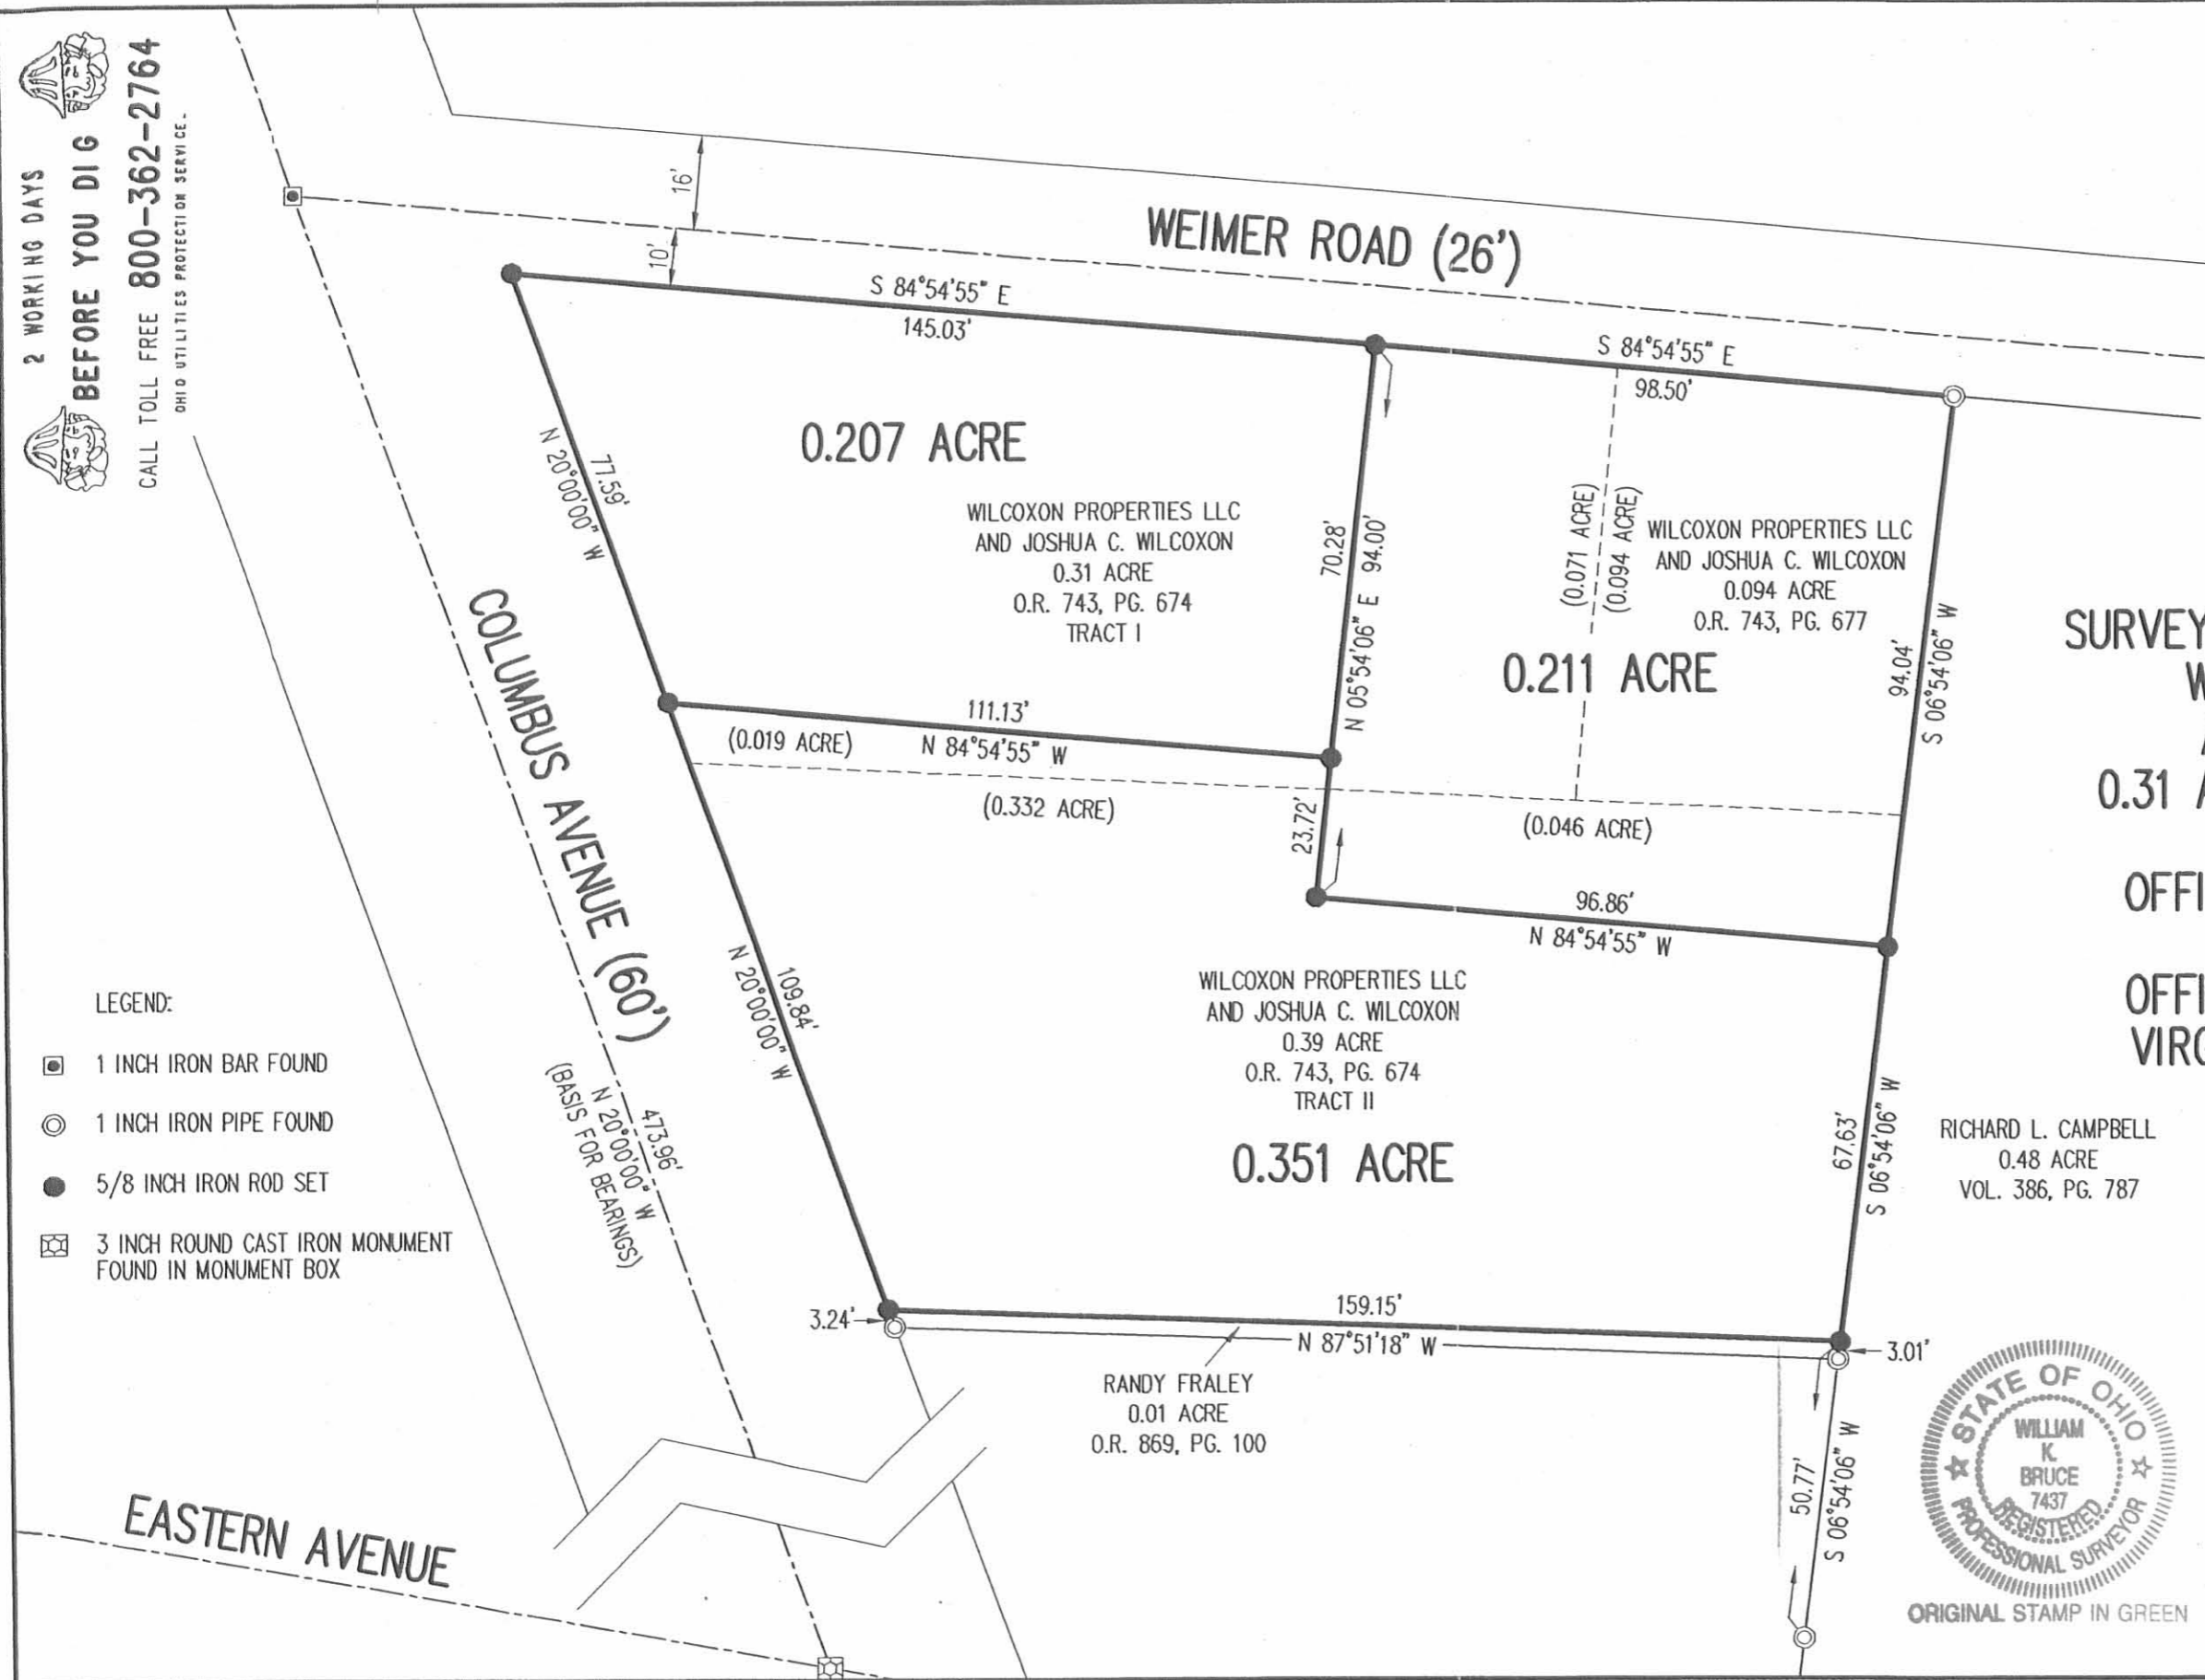 2 WORKING DAYS
BEFORE YOU DIG
CALL TOLL FREE 800-362-2764
OHIO UTILITIES PROTECTION SERVICE.
16'
10'
WEIMER ROAD (26')
S 84°54'55" E
145.03'
S 84°54'55" E
98.50'
0.207 ACRE
77.59'
N 20°00'00" W
WILCOXON PROPERTIES LLC
AND JOSHUA C. WILCOXON
0.31 ACRE
O.R. 743, PG. 674
TRACT I
70.28'
N 05°54'06" E 94.00'
(0.071 ACRE)
(0.094 ACRE)
WILCOXON PROPERTIES LLC
AND JOSHUA C. WILCOXON
0.094 ACRE
O.R. 743, PG. 677
0.211 ACRE
94.04'
S 06°54'06" W
SURVEY
W
0.31
OFFI
OFFI
VIRG
COLUMBUS AVENUE (60')
111.13'
(0.019 ACRE)
N 84°54'55" W
(0.332 ACRE)
23.72'
(0.046 ACRE)
96.86'
N 84°54'55" W
109.84'
N 20°00'00" W
WILCOXON PROPERTIES LLC
AND JOSHUA C. WILCOXON
0.39 ACRE
O.R. 743, PG. 674
TRACT II
0.351 ACRE
67.63'
S 06°54'06" W
RICHARD L. CAMPBELL
0.48 ACRE
VOL. 386, PG. 787
473.96'
N 20°00'00" W
(BASIS FOR BEARINGS)
LEGEND:
1 INCH IRON BAR FOUND
1 INCH IRON PIPE FOUND
5/8 INCH IRON ROD SET
3 INCH ROUND CAST IRON MONUMENT
FOUND IN MONUMENT BOX
3.24'
159.15'
N 87°51'18" W
3.01'
RANDY FRALEY
0.01 ACRE
O.R. 869, PG. 100
50.77'
S 06°54'06" W
EASTERN AVENUE
STATE OF OHIO
WILLIAM
K.
BRUCE
7437
REGISTERED
PROFESSIONAL SURVEYOR
ORIGINAL STAMP IN GREEN